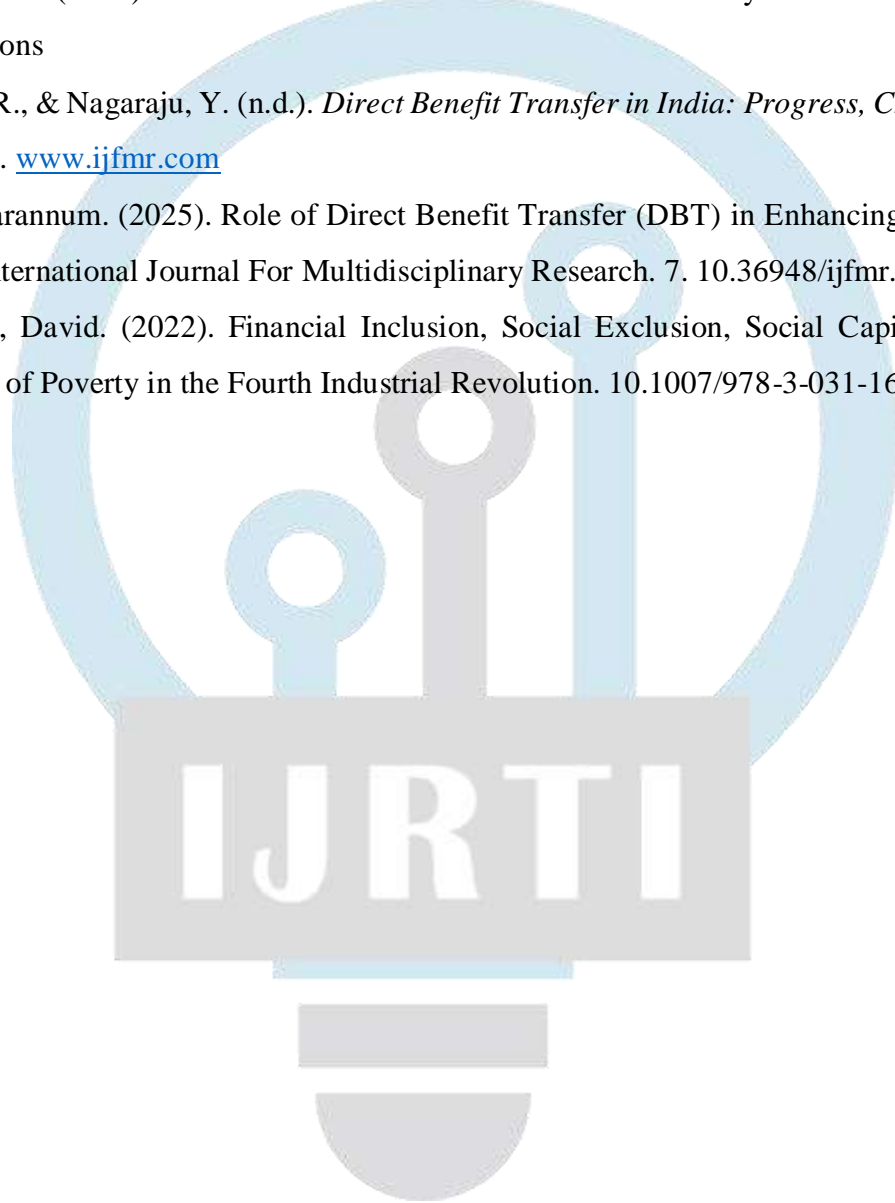 ons
R., & Nagaraju, Y. (n.d.). Direct Benefit Transfer in India: Progress, C
. www.ijfmr.com
arannum. (2025). Role of Direct Benefit Transfer (DBT) in Enhancing
ternational Journal For Multidisciplinary Research. 7. 10.36948/ijfmr.
, David. (2022). Financial Inclusion, Social Exclusion, Social Capi
of Poverty in the Fourth Industrial Revolution. 10.1007/978-3-031-16
IJRTI